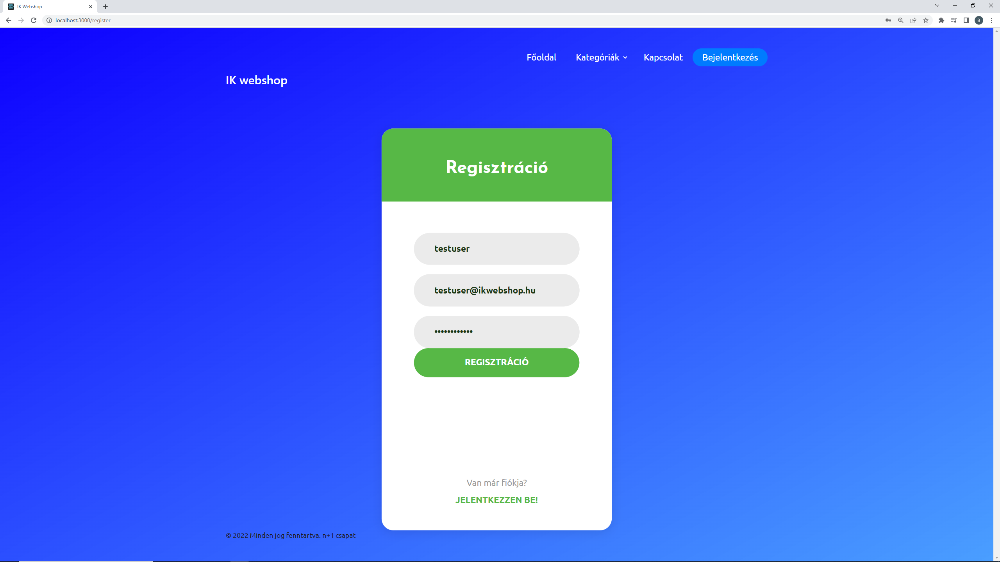 IK Webshop
localhost:3000/register
B
Főoldal Kategóriák Kapcsolat Bejelentkezés
IK webshop
Regisztráció
testuser
testuser@ikwebshop.hu
••••••••••••
REGISZTRÁCIÓ
Van már fiókja?
JELENTKEZZEN BE!
© 2022 Minden jog fenntartva. n+1 csapat